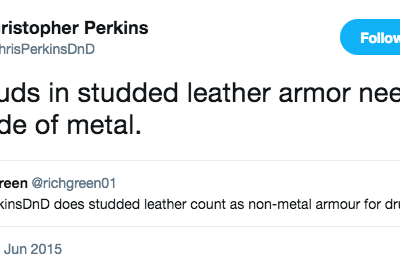 ristopher Perkins
hrisPerkinsDnD
Follow
uds in studded leather armor nee
de of metal.
reen @richgreen01
kinsDnD does studded leather count as non-metal armour for dru
Jun 2015